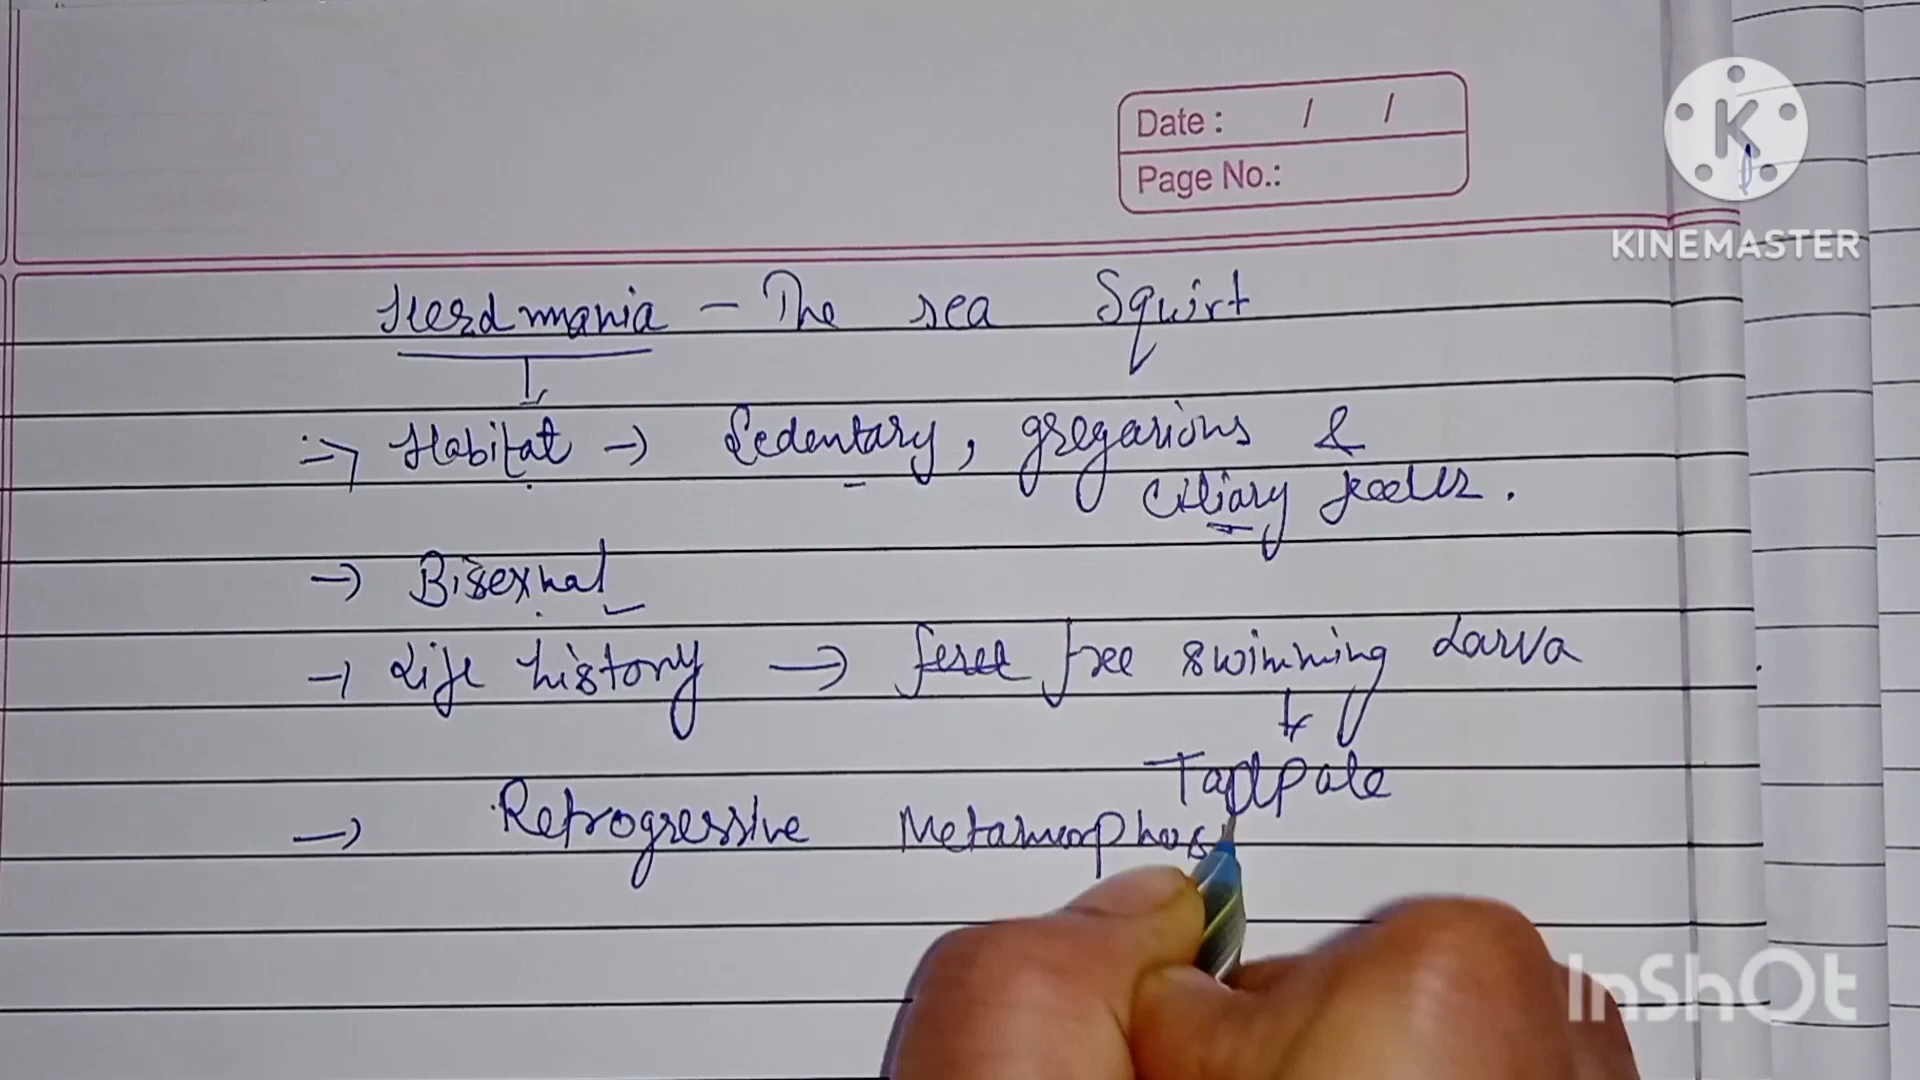 Date : / /
Page No.:
K
KINEMASTER
Herdmania – The sea Squirt
⇒ Habitat → Sedentary, gregarious &
ciliary feeder.
→ Bisexual
→ Life history → free swimming Larva
Tadpole
→ Retrogressive Metamorphos
InShOt